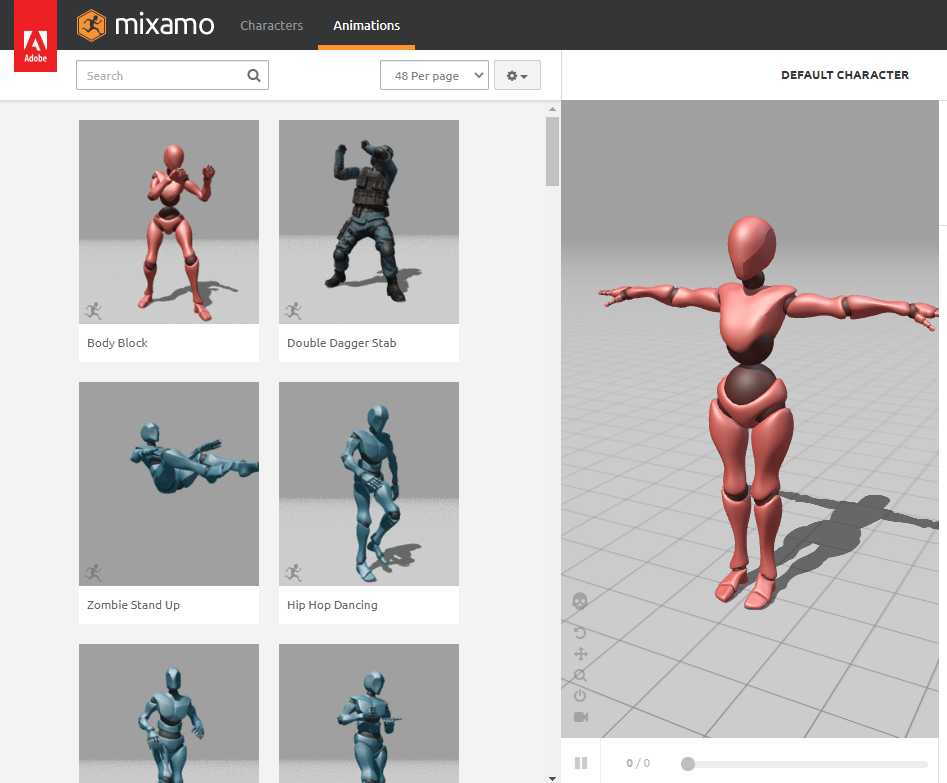 Adobe
mixamo
Characters
Animations
Search
48 Per page
DEFAULT CHARACTER
Body Block
Double Dagger Stab
Zombie Stand Up
Hip Hop Dancing
0 / 0